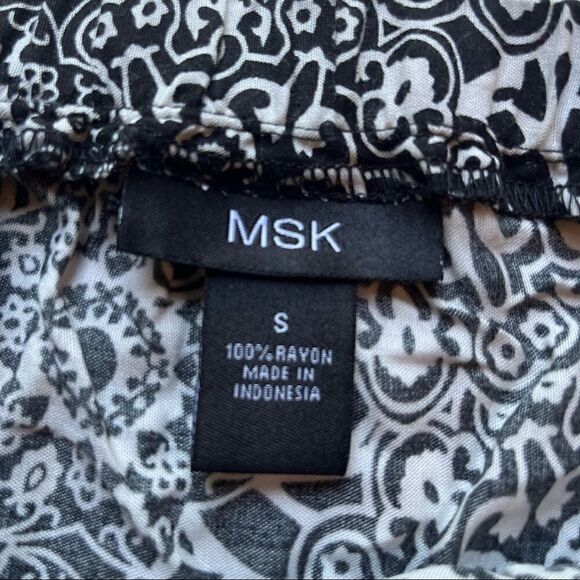 MSK
S
100% RAYON
MADE IN
INDONESIA